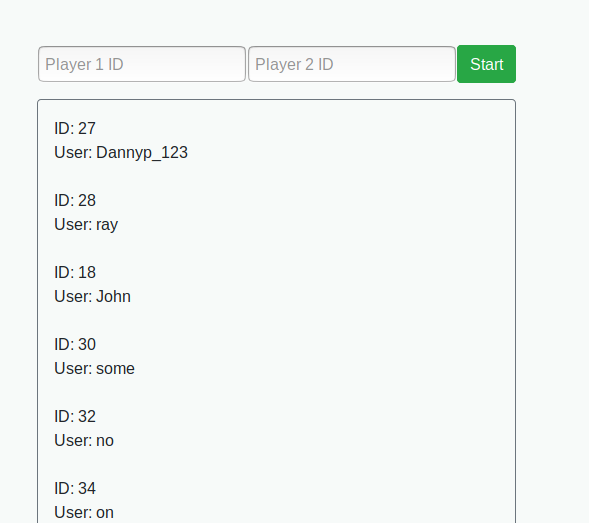 Player 1 ID Player 2 ID Start
ID: 27
User: Dannyp_123
ID: 28
User: ray
ID: 18
User: John
ID: 30
User: some
ID: 32
User: no
ID: 34
User: on